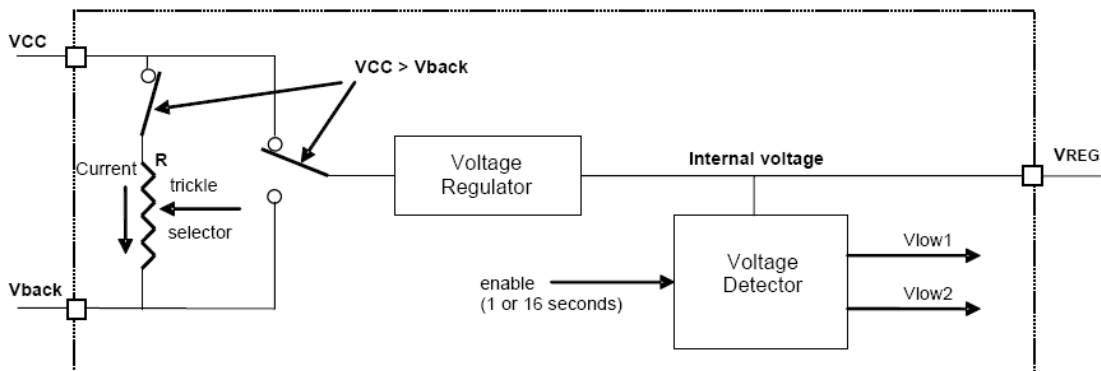 VCC
VCC > Vback
Current
R
trickle
selector
Vback
Voltage
Regulator
Internal voltage
VREG
enable
(1 or 16 seconds)
Voltage
Detector
Vlow1
Vlow2